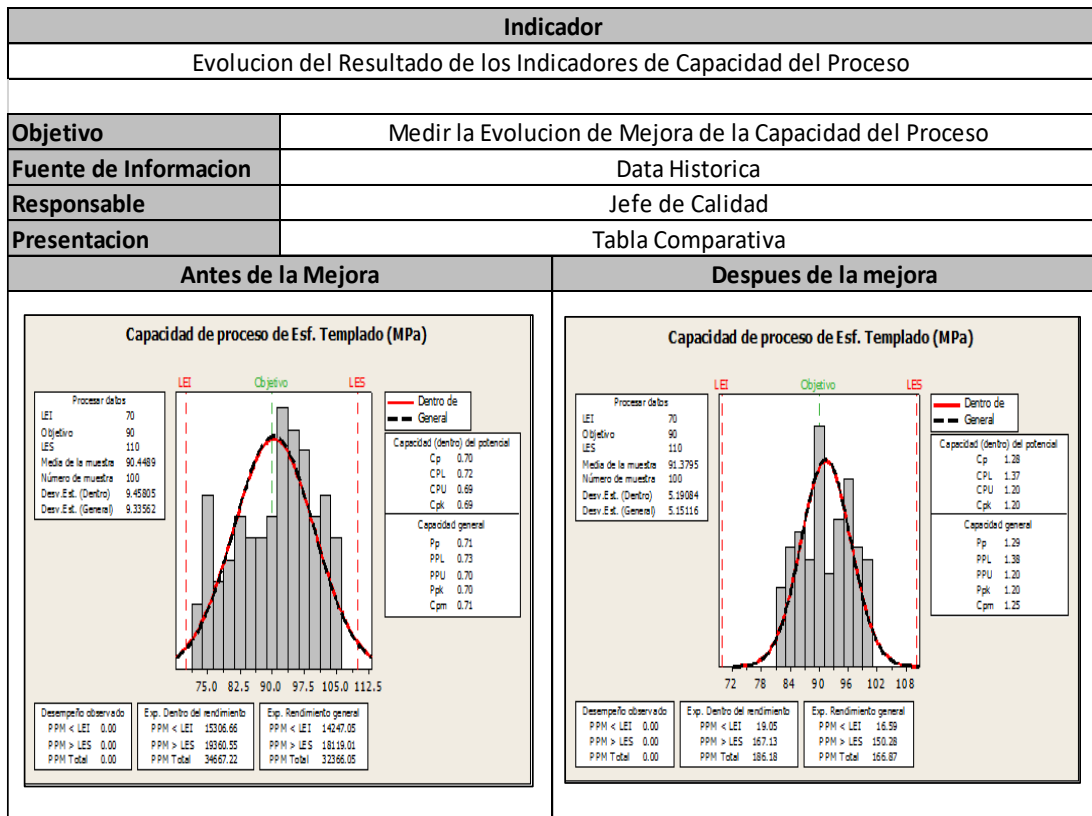 Indicador
Evolucion del Resultado de los Indicadores de Capacidad del Proceso
Objetivo Medir la Evolucion de Mejora de la Capacidad del Proceso
Fuente de Informacion Data Historica
Responsable Jefe de Calidad
Presentacion Tabla Comparativa
Antes de la Mejora
Capacidad de proceso de Esf. Templado (MPa)
LEI Objetivo LES
Procesar datos
LEI 70
Objetivo 90
LES 110
Media de la muestra 90.4489
Número de muestra 100
Desv.Est. (Dentro) 9.45805
Desv.Est. (General) 9.33562
Dentro de
General
Capacidad (dentro) del potencial
Cp 0.70
CPL 0.72
CPU 0.69
Cpk 0.69
Capacidad general
Pp 0.71
PPL 0.73
PPU 0.70
Ppk 0.70
Cpm 0.71
75.0 82.5 90.0 97.5 105.0 112.5
Desempeño observado
PPM < LEI 0.00
PPM > LES 0.00
PPM Total 0.00
Exp. Dentro del rendimiento
PPM < LEI 15306.66
PPM > LES 19360.55
PPM Total 34667.22
Exp. Rendimiento general
PPM < LEI 14247.05
PPM > LES 18119.01
PPM Total 32366.05
Despues de la mejora
Capacidad de proceso de Esf. Templado (MPa)
LEI Objetivo LES
Procesar datos
LEI 70
Objetivo 90
LES 110
Media de la muestra 91.3795
Número de muestra 100
Desv.Est. (Dentro) 5.19084
Desv.Est. (General) 5.15116
Dentro de
General
Capacidad (dentro) del potencial
Cp 1.28
CPL 1.37
CPU 1.20
Cpk 1.20
Capacidad general
Pp 1.29
PPL 1.38
PPU 1.20
Ppk 1.20
Cpm 1.25
72 78 84 90 96 102 108
Desempeño observado
PPM < LEI 0.00
PPM > LES 0.00
PPM Total 0.00
Exp. Dentro del rendimiento
PPM < LEI 19.05
PPM > LES 167.13
PPM Total 186.18
Exp. Rendimiento general
PPM < LEI 16.59
PPM > LES 150.28
PPM Total 166.87